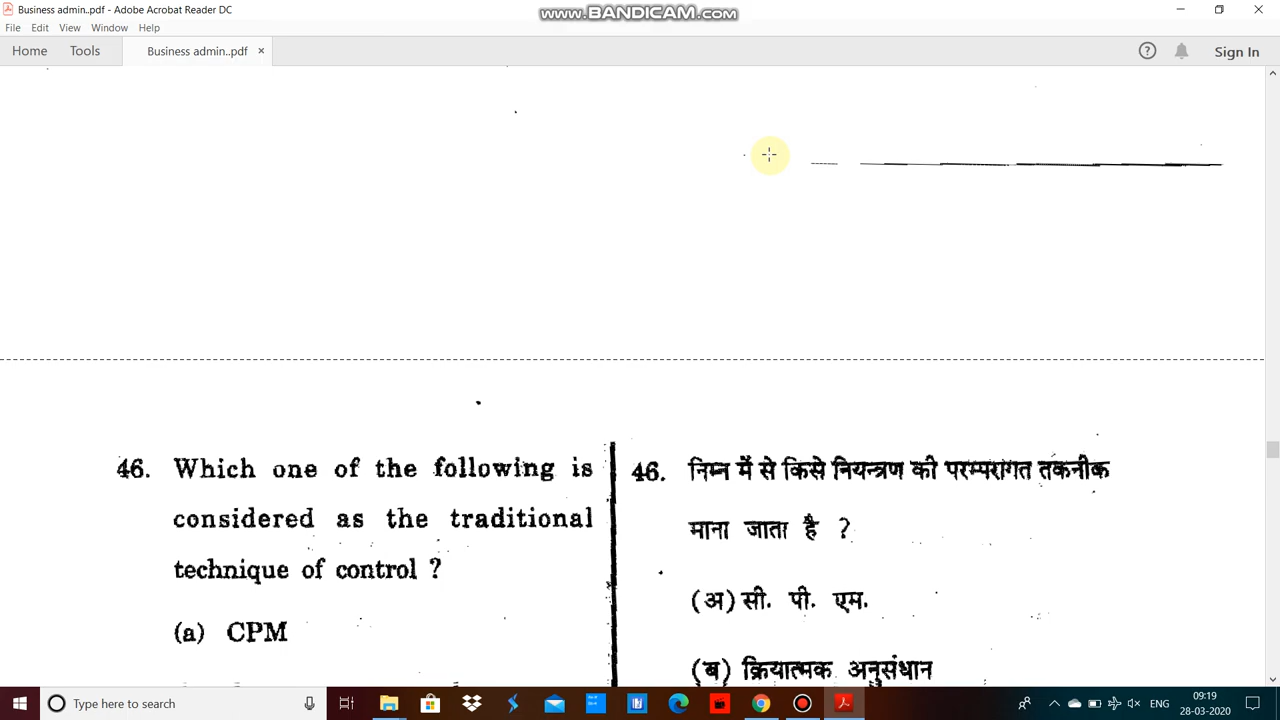 Business admin..pdf - Adobe Acrobat Reader DC
www.BANDICAM.com
File Edit View Window Help
Home Tools Business admin..pdf × Sign In
46. Which one of the following is
considered as the traditional
technique of control ?
(a) CPM
46. निम्न में से किसे नियन्त्रण की परम्परागत तकनीक
माना जाता है ?
(अ) सी. पी. एम.
(ब) क्रियात्मक अनुसंधान
Type here to search
ENG
09:19
28-03-2020